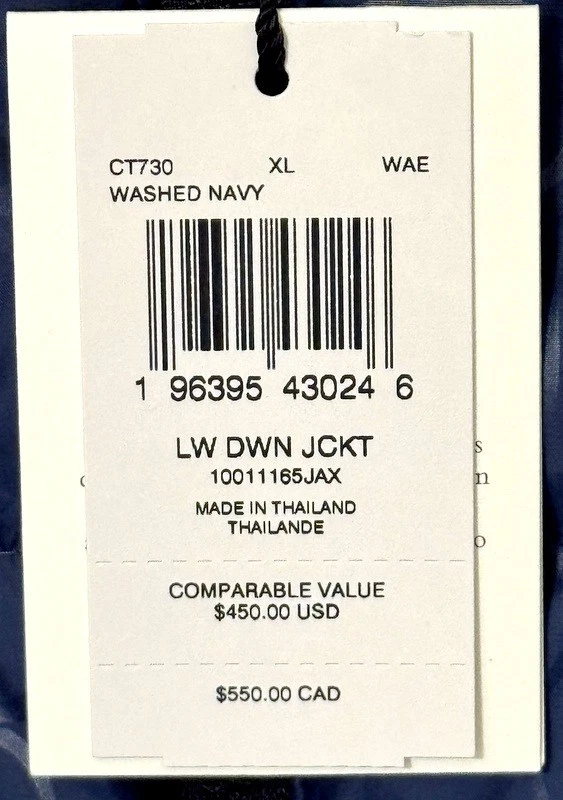 CT730 XL WAE
WASHED NAVY
1 96395 43024 6
LW DWN JCKT
10011165JAX
MADE IN THAILAND
THAILANDE
COMPARABLE VALUE
$450.00 USD
$550.00 CAD